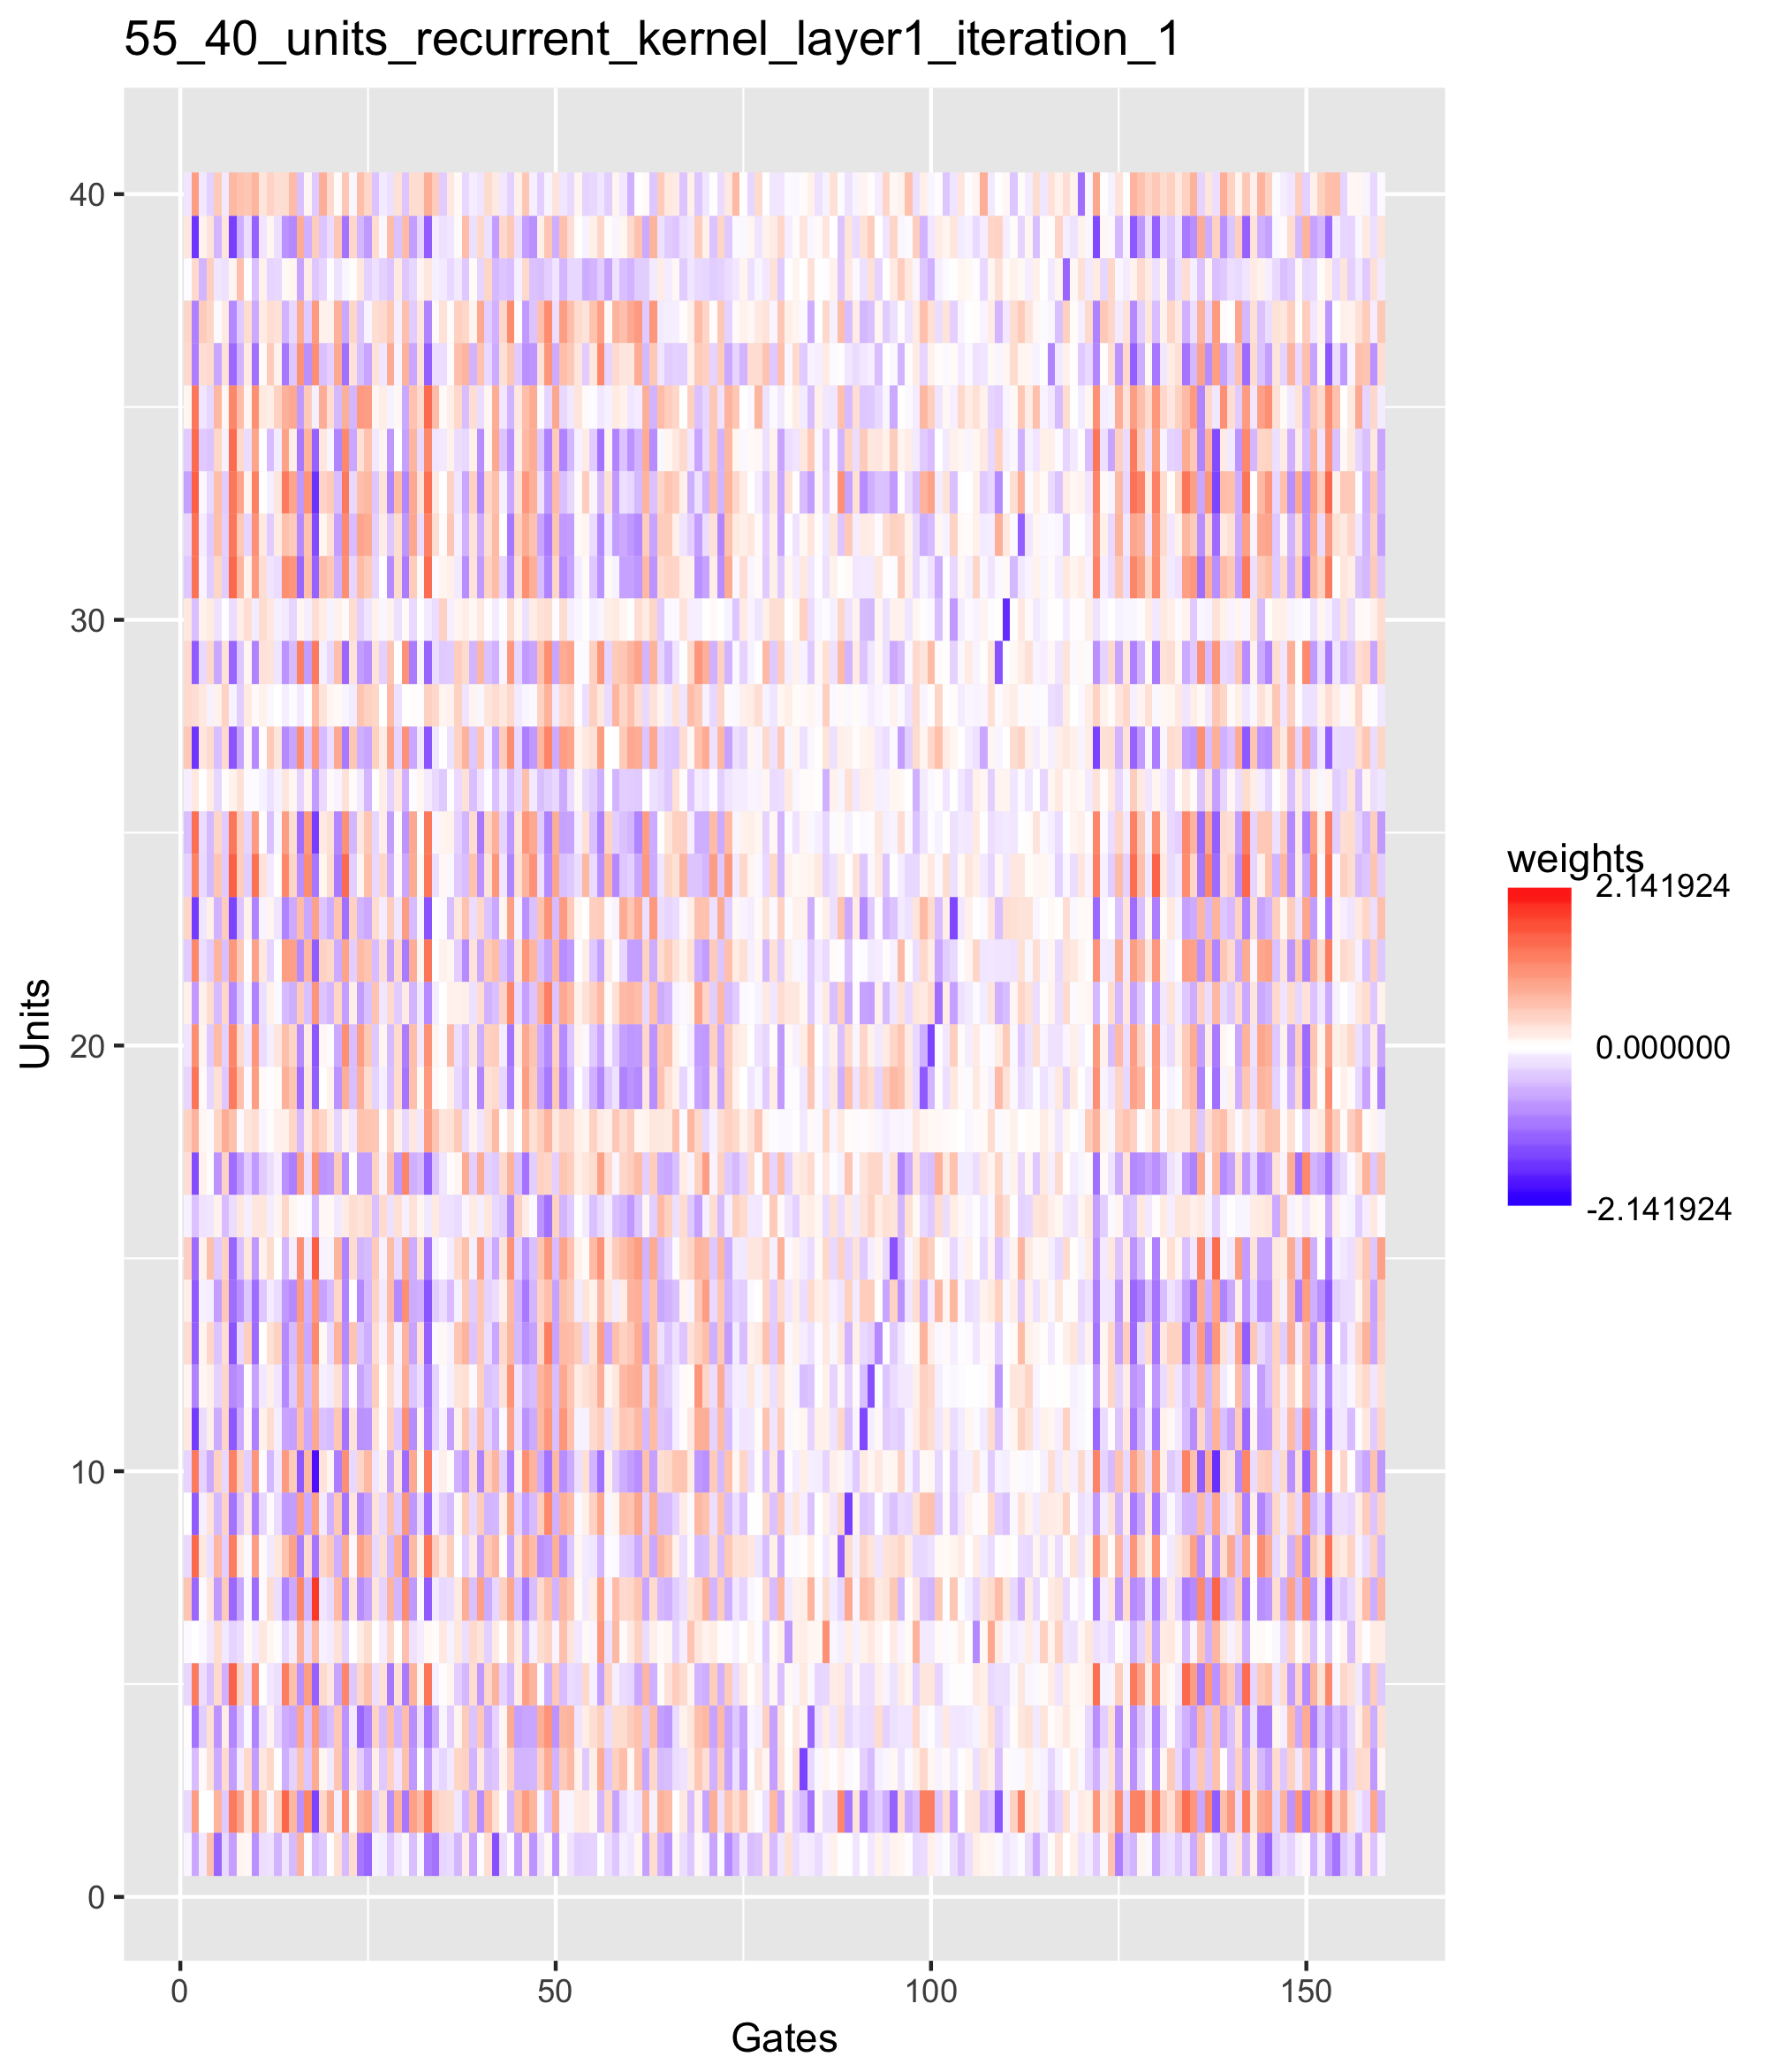 55_40_units_recurrent_kernel_layer1_iteration_1
40
30
20
10
0
Units
0 50 100 150
Gates
weights
2.141924
0.000000
-2.141924